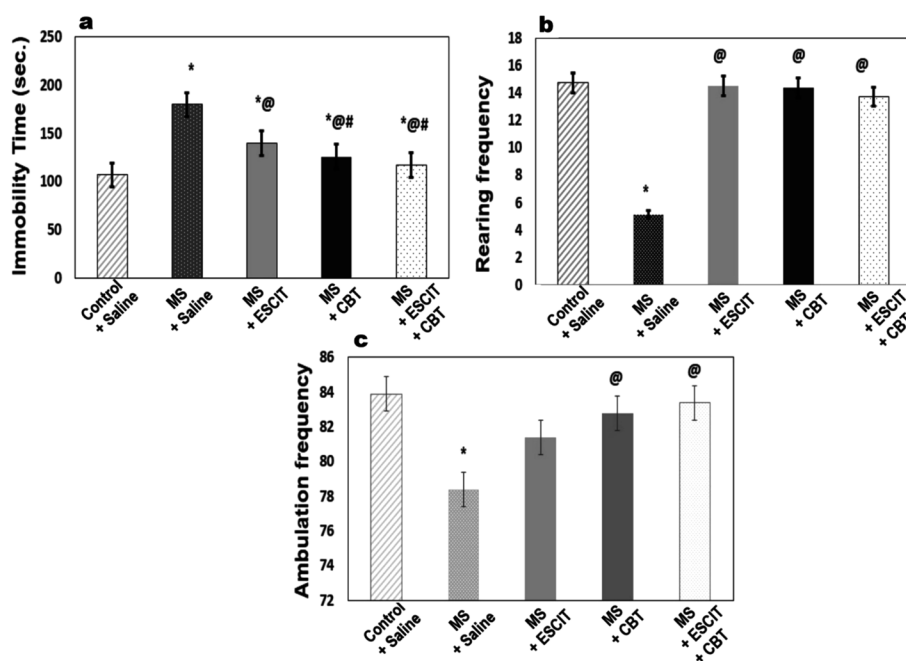 a
Immobility Time (sec.)
250
200
150
100
50
0
*
*@
*@#
*@#
Control
+ Saline
MS
+ Saline
MS
+ ESCIT
MS
+ CBT
MS
+ ESCIT
+ CBT
b
Rearing frequency
18
16
14
12
10
8
6
4
2
0
*
@
@
@
Control
+ Saline
MS
+ Saline
MS
+ ESCIT
MS
+ CBT
MS
+ ESCIT
+ CBT
c
Ambulation frequency
86
84
82
80
78
76
74
72
*
@
@
Control
+ Saline
MS
+ Saline
MS
+ ESCIT
MS
+ CBT
MS
+ ESCIT
+ CBT